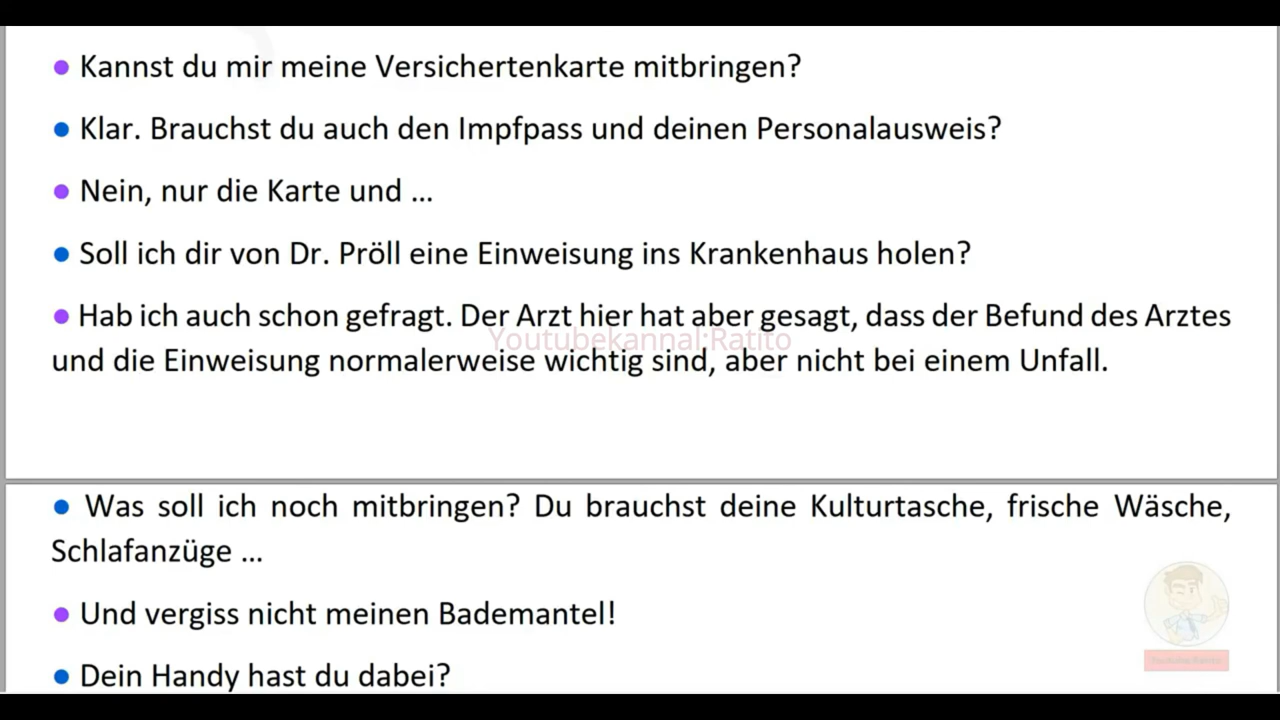 ● Kannst du mir meine Versichertenkarte mitbringen?
● Klar. Brauchst du auch den Impfpass und deinen Personalausweis?
● Nein, nur die Karte und ...
● Soll ich dir von Dr. Pröll eine Einweisung ins Krankenhaus holen?
● Hab ich auch schon gefragt. Der Arzt hier hat aber gesagt, dass der Befund des Arztes
Youtubekannal:Ratito
und die Einweisung normalerweise wichtig sind, aber nicht bei einem Unfall.
● Was soll ich noch mitbringen? Du brauchst deine Kulturtasche, frische Wäsche,
Schlafanzüge ...
● Und vergiss nicht meinen Bademantel!
● Dein Handy hast du dabei?